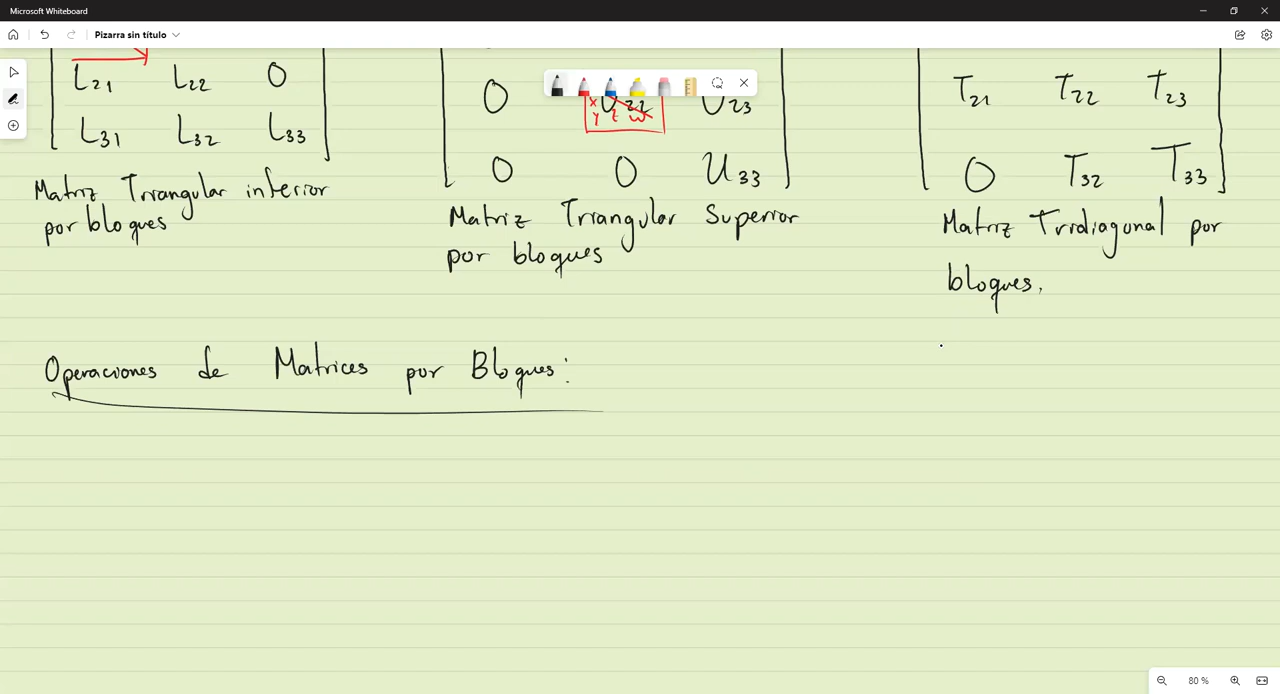 Microsoft Whiteboard
Pizarra sin título
L21 L22 0
L31 L32 L33
Matriz Triangular inferior
por bloques
0 U22 U23
x
y z w
0 0 U33
Matriz Triangular Superior
por bloques
T21 T22 T23
0 T32 T33
Matriz Tridiagonal por
bloques.
Operaciones de Matrices por Bloques:
80 %